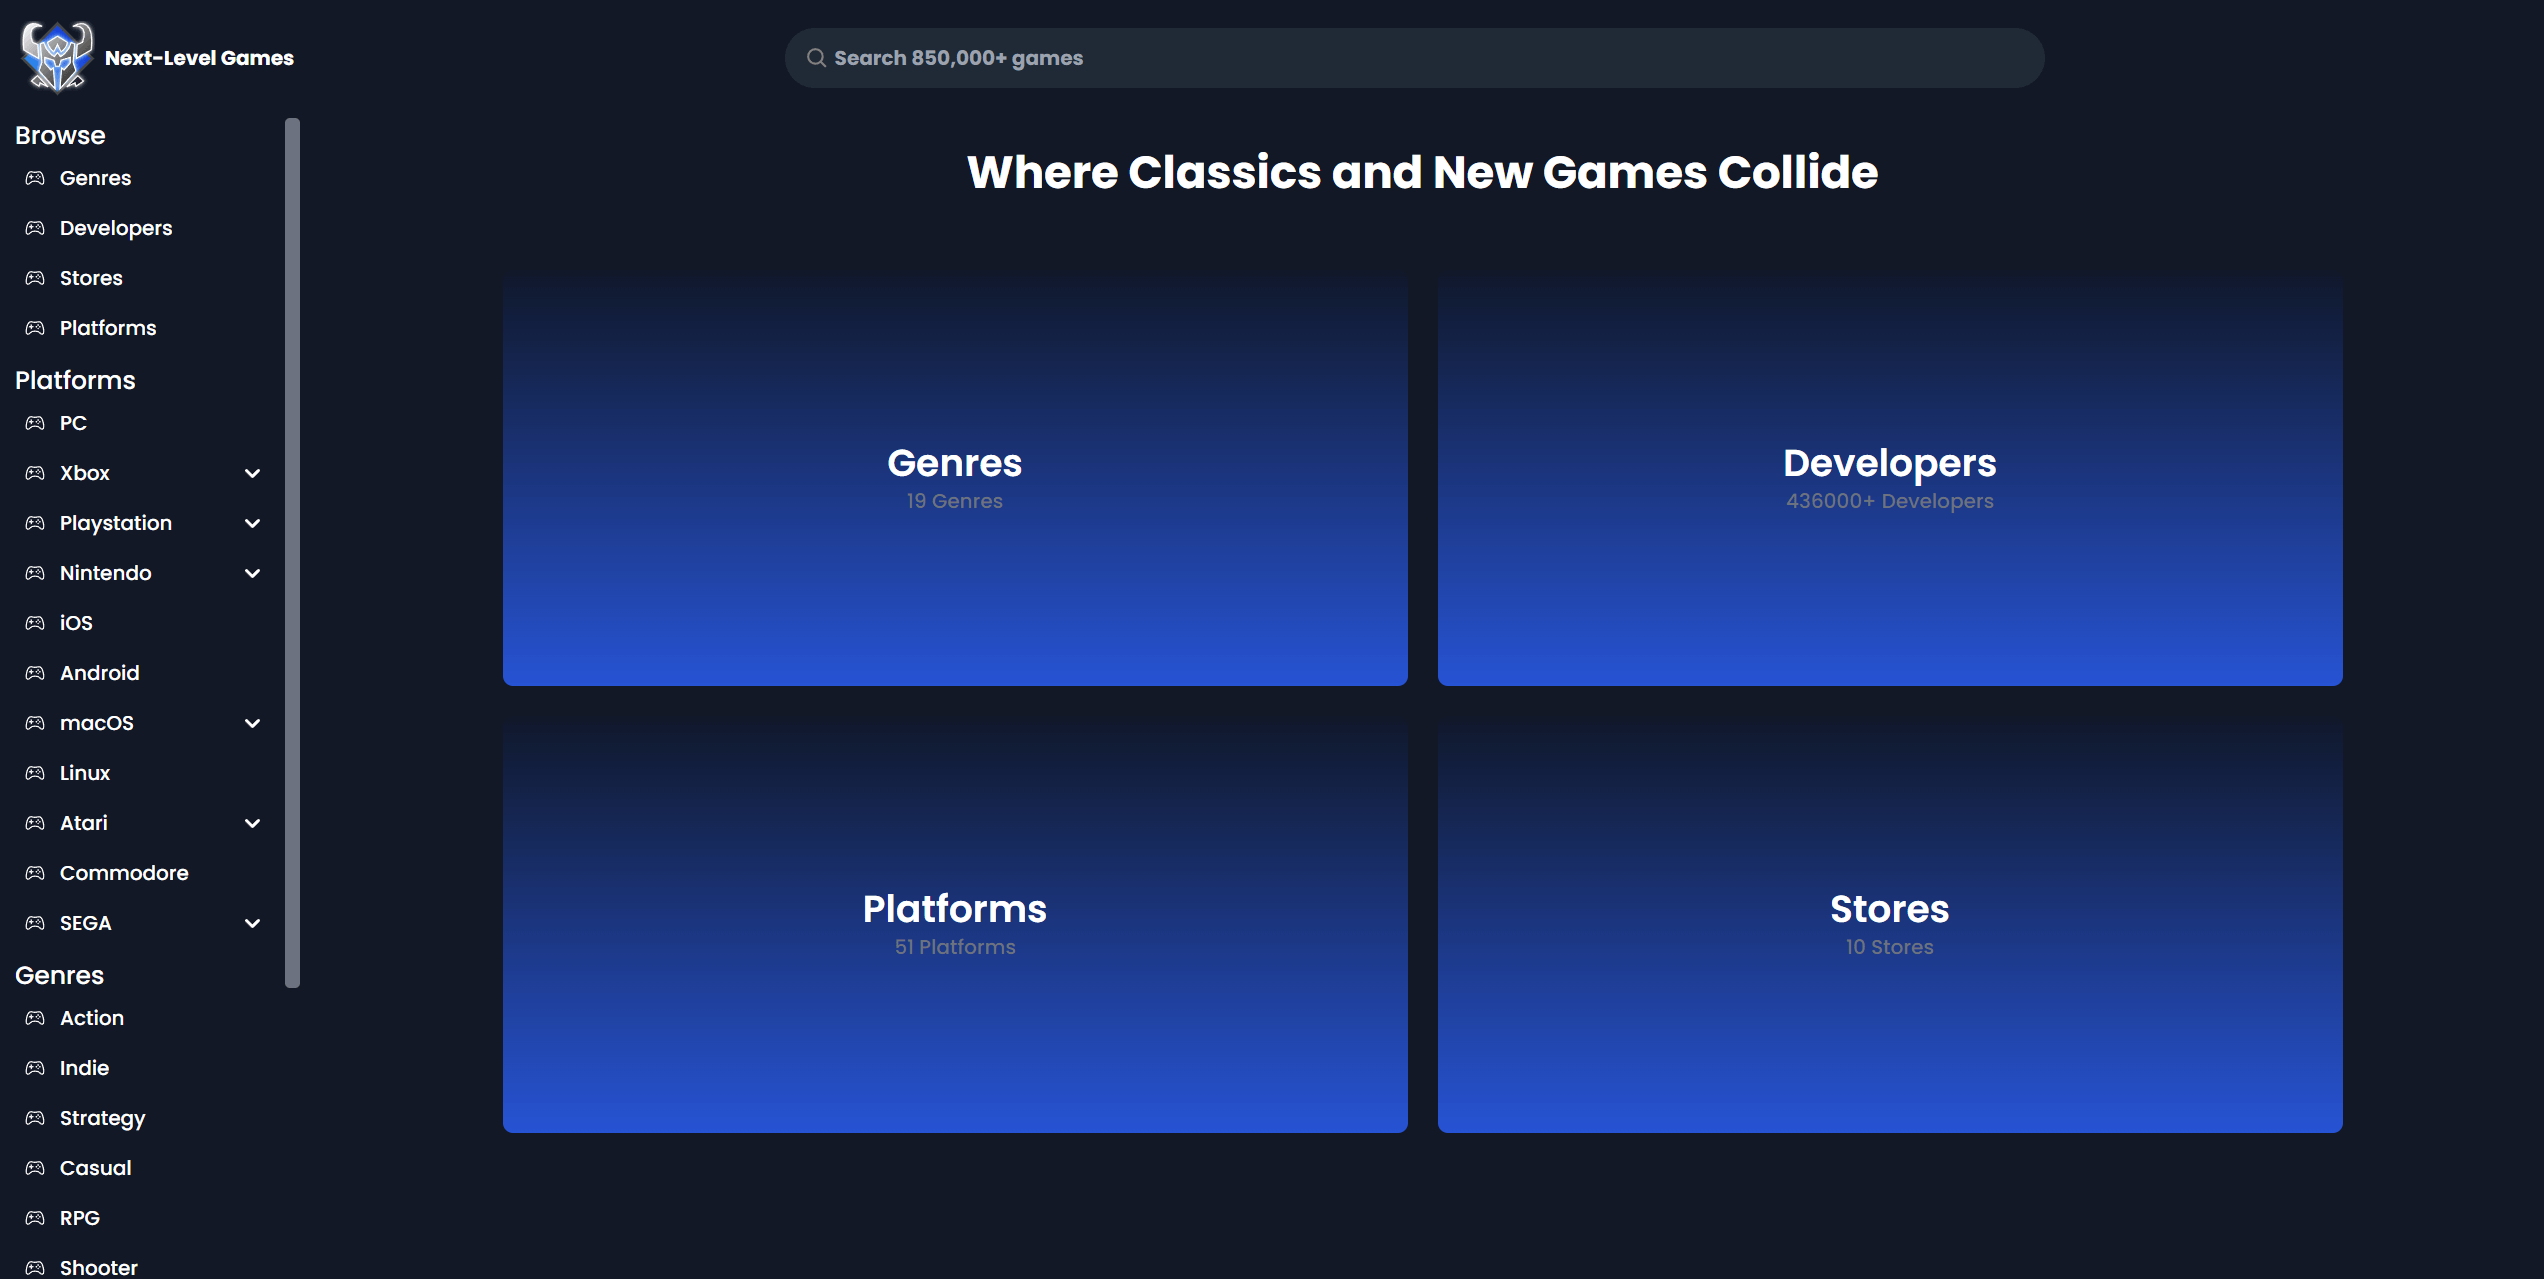 Next-Level Games
Search 850,000+ games
Browse
Genres
Developers
Stores
Platforms
Platforms
PC
Xbox
Playstation
Nintendo
iOS
Android
macOS
Linux
Atari
Commodore
SEGA
Genres
Action
Indie
Strategy
Casual
RPG
Shooter
Where Classics and New Games Collide
Genres
19 Genres
Developers
436000+ Developers
Platforms
51 Platforms
Stores
10 Stores